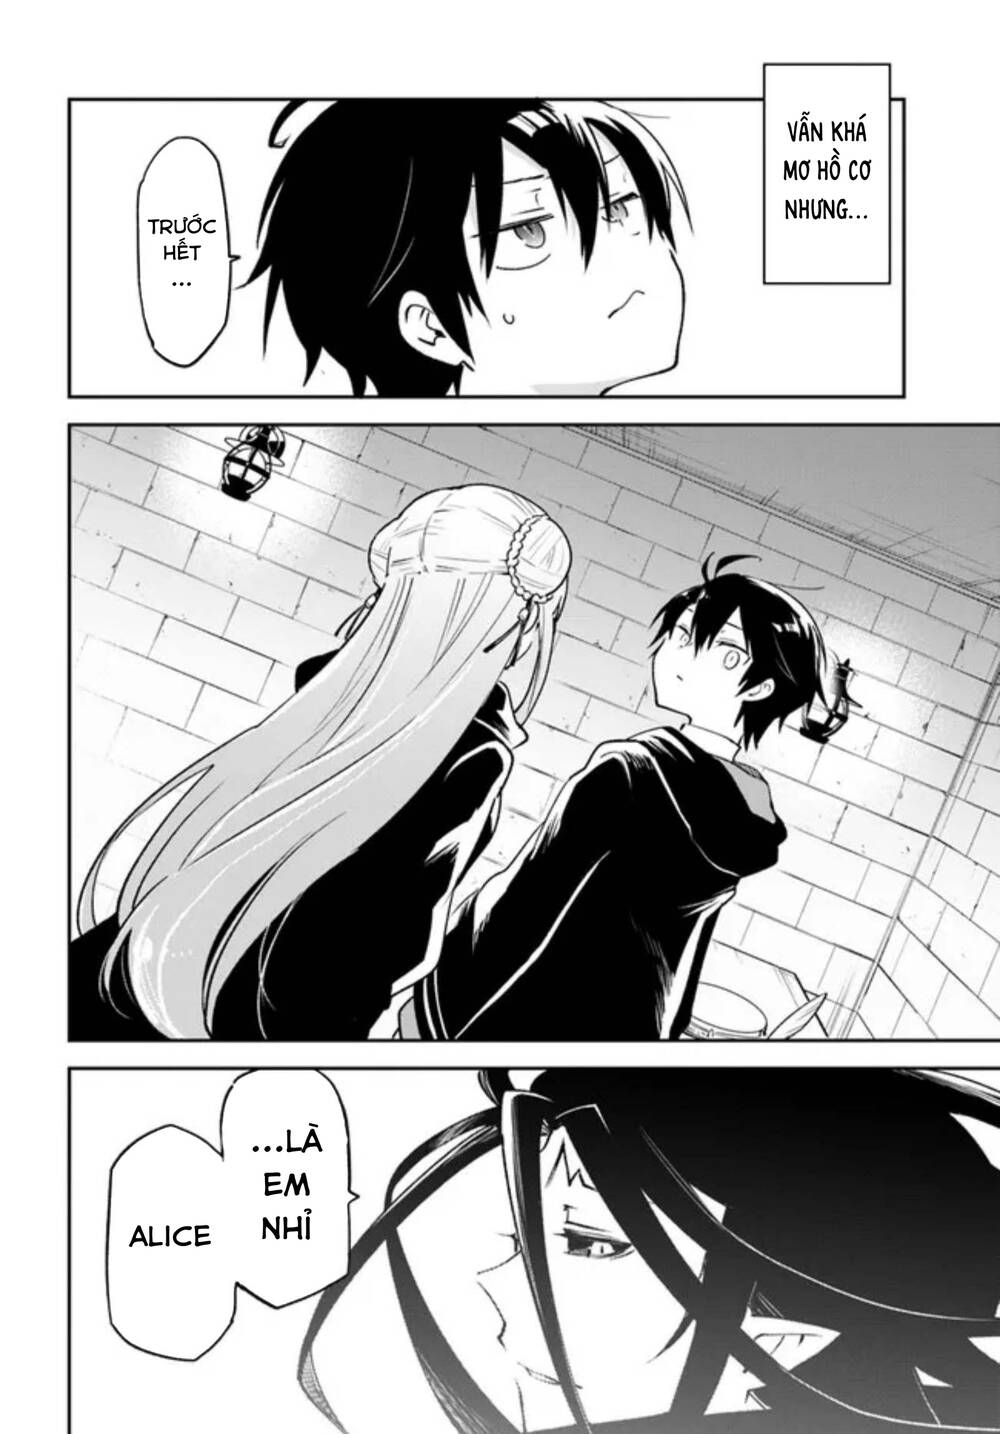 VẪN KHÁ
MƠ HỒ CƠ
NHƯNG...
TRƯỚC
HẾT
...
...LÀ
EM
NHỈ
ALICE